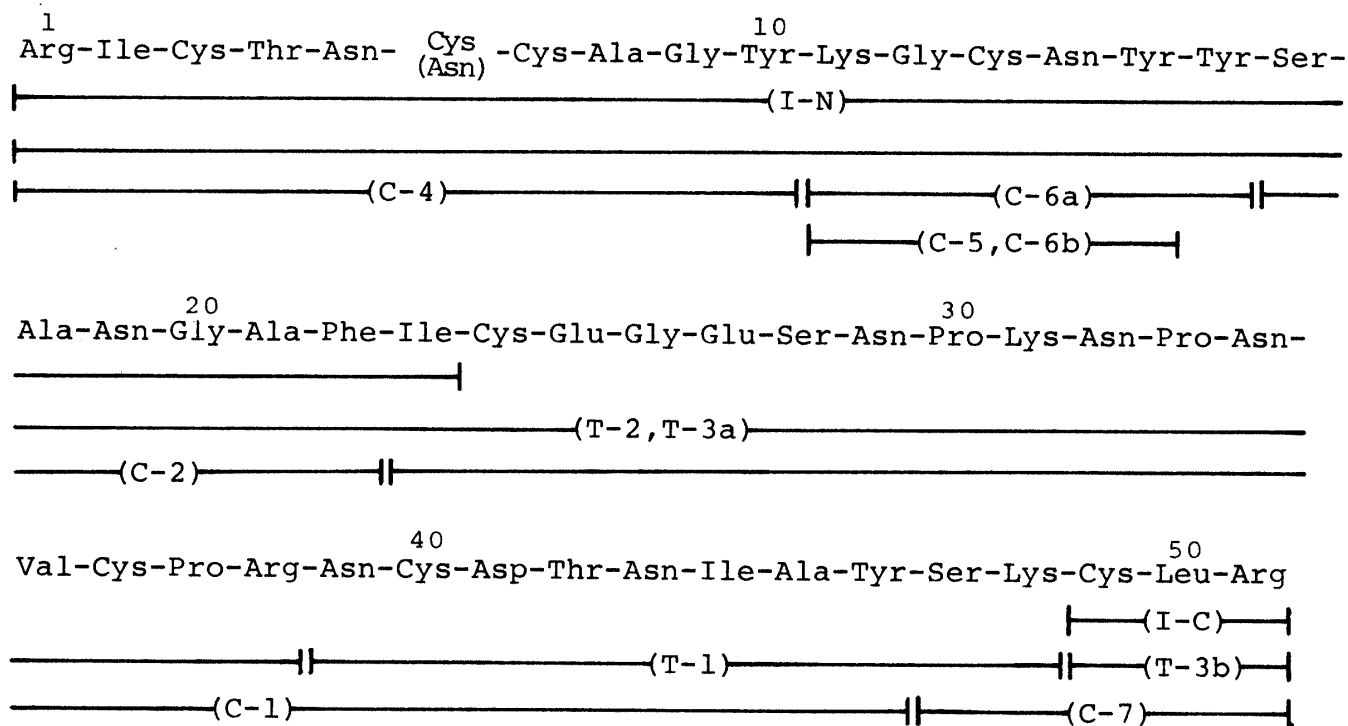 1 10
Arg-Ile-Cys-Thr-Asn- Cys -Cys-Ala-Gly-Tyr-Lys-Gly-Cys-Asn-Tyr-Tyr-Ser-
(Asn)
(I-N)
(C-4) (C-6a)
(C-5,C-6b)
20 30
Ala-Asn-Gly-Ala-Phe-Ile-Cys-Glu-Gly-Glu-Ser-Asn-Pro-Lys-Asn-Pro-Asn-
(T-2,T-3a)
(C-2)
40 50
Val-Cys-Pro-Arg-Asn-Cys-Asp-Thr-Asn-Ile-Ala-Tyr-Ser-Lys-Cys-Leu-Arg
(I-C)
(T-1) (T-3b)
(C-1) (C-7)